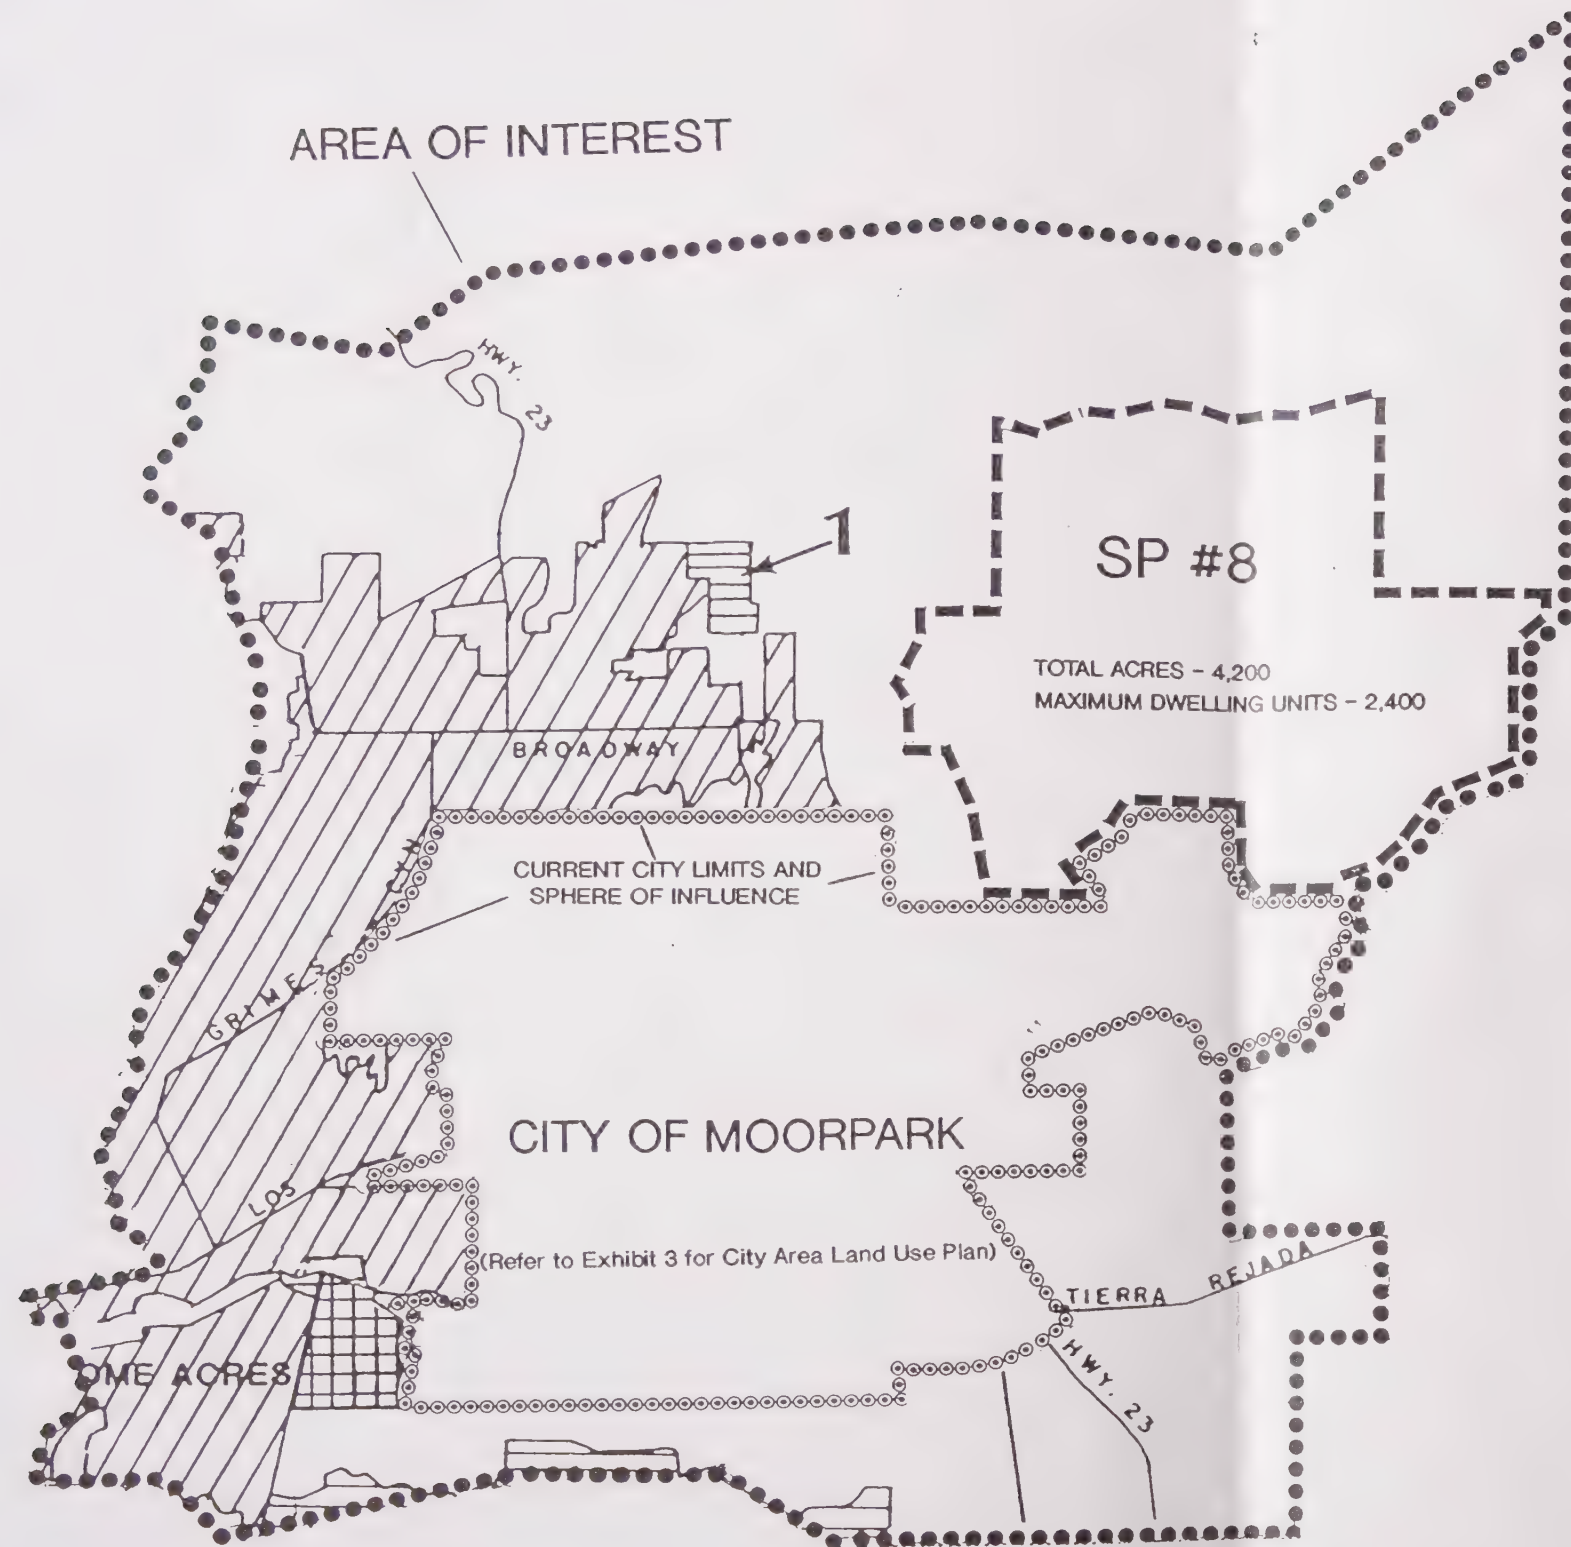 AREA OF INTEREST
HWY. 23
1
SP #8
TOTAL ACRES - 4,200
MAXIMUM DWELLING UNITS - 2,400
BROADWAY
CURRENT CITY LIMITS AND
SPHERE OF INFLUENCE
GRIMES
CITY OF MOORPARK
LOS
(Refer to Exhibit 3 for City Area Land Use Plan)
TIERRA REJADA
OME ACRES
HWY. 23